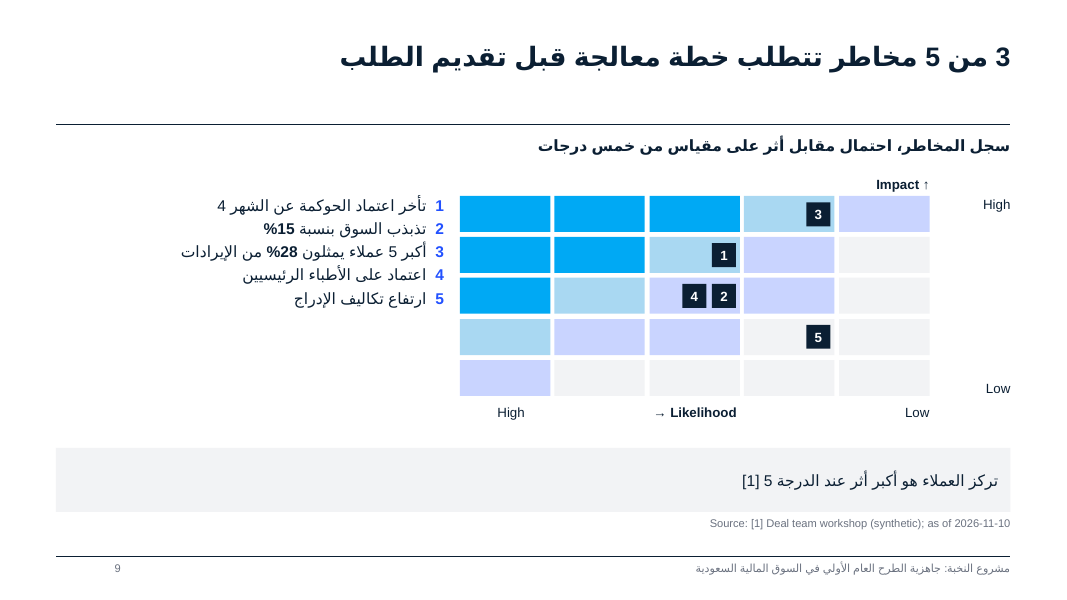 3 من 5 مخاطر تتطلب خطة معالجة قبل تقديم الطلب
سجل المخاطر، احتمال مقابل أثر على مقياس من خمس درجات
Impact ↑
High
3
1
2 4
5
Low
Low
Likelihood →
High
1 تأخر اعتماد الحوكمة عن الشهر 4
2 تذبذب السوق بنسبة 15%
3 أكبر 5 عملاء يمثلون 28% من الإيرادات
4 اعتماد على الأطباء الرئيسيين
5 ارتفاع تكاليف الإدراج
تركز العملاء هو أكبر أثر عند الدرجة 5 [1]
Source: [1] Deal team workshop (synthetic); as of 2026-11-10
مشروع النخبة: جاهزية الطرح العام الأولي في السوق المالية السعودية
9